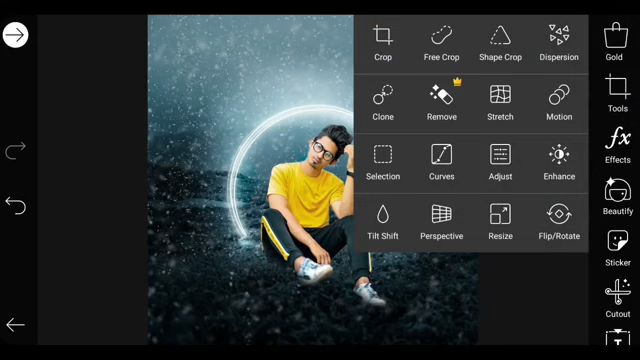 Crop Free Crop Shape Crop Dispersion Gold
Clone Remove Stretch Motion Tools
Selection Curves Adjust Enhance fx
Effects
Tilt Shift Perspective Resize Flip/Rotate Beautify
Sticker
Cutout
T